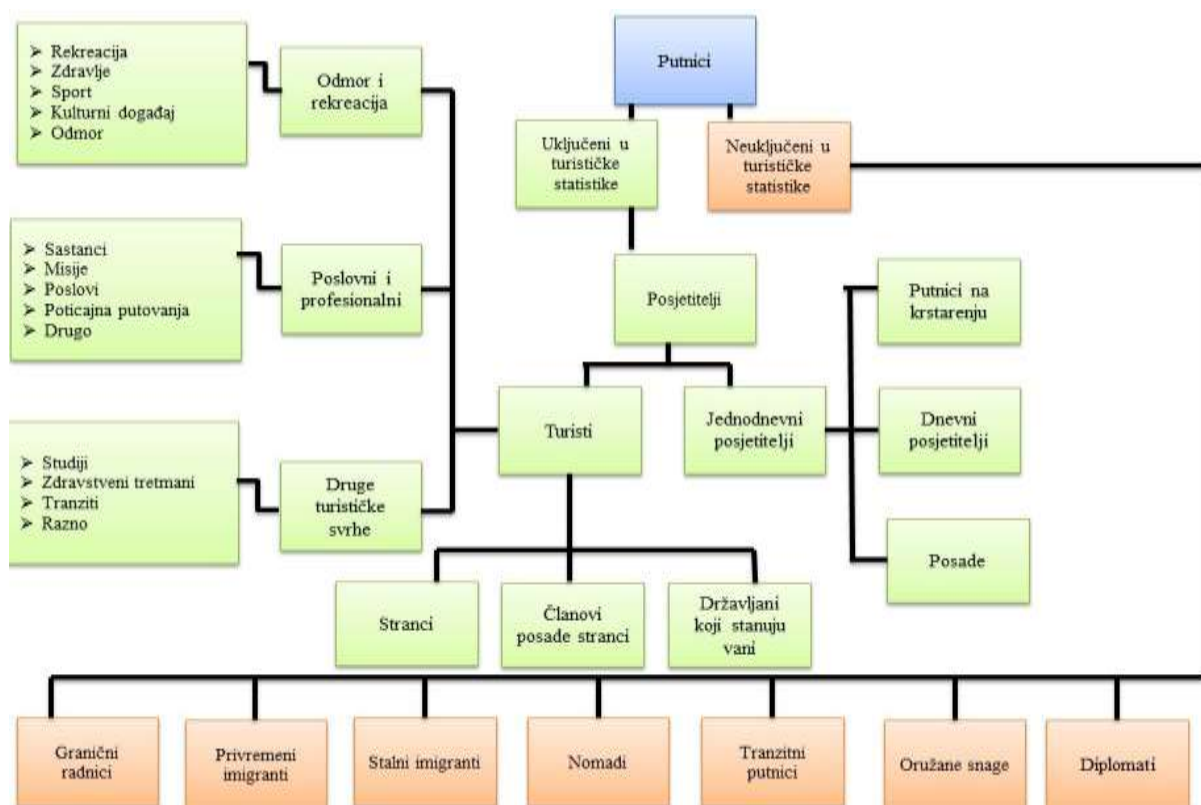 Putnici
Uključeni u
turističke
statistike
Neuključeni u
turističke
statistike
Posjetitelji
Turisti
Jednodnevni
posjetitelji
Putnici na
krstarenju
Dnevni
posjetitelji
Posade
Odmor i
rekreacija
➢ Rekreacija
➢ Zdravlje
➢ Sport
➢ Kulturni događaj
➢ Odmor
Poslovni i
profesionalni
➢ Sastanci
➢ Misije
➢ Poslovi
➢ Poticajna putovanja
➢ Drugo
Druge
turističke
svrhe
➢ Studiji
➢ Zdravstveni tretmani
➢ Tranziti
➢ Razno
Stranci
Članovi
posade stranci
Državljani
koji stanuju
vani
Granični
radnici
Privremeni
imigranti
Stalni imigranti
Nomadi
Tranzitni
putnici
Oružane snage
Diplomati